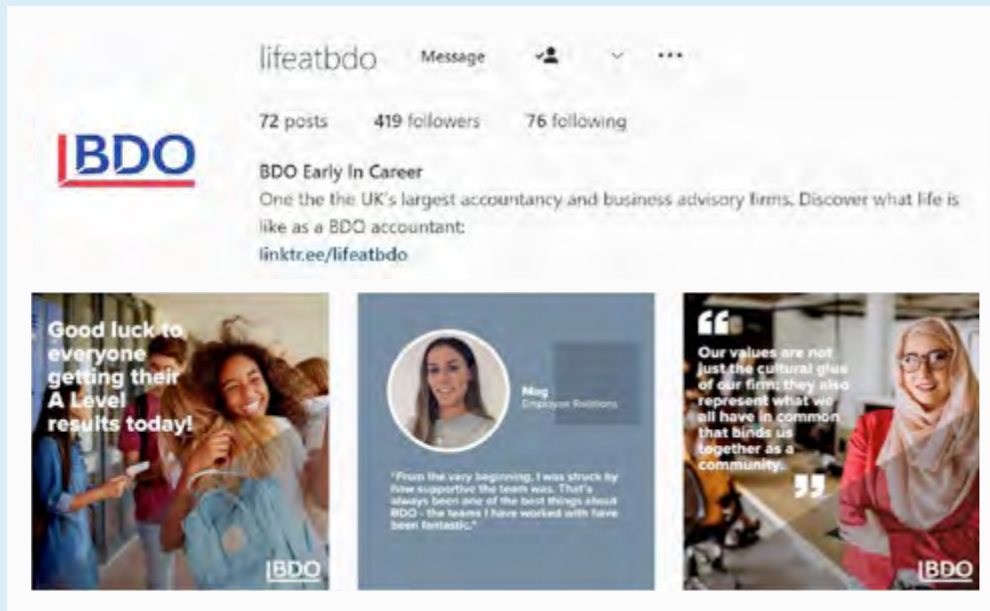 lifeatbdo Message
72 posts 419 followers 76 following
BDO
BDO Early In Career
One the the UK's largest accountancy and business advisory firms. Discover what life is
like as a BDO accountant:
linktr.ee/lifeatbdo
Good luck to
everyone
getting their
A Level
results today!
BDO
Meg
Employee Relations
"From the very beginning, I was struck by
how supportive the team was. That's
always been one of the best things about
BDO - the teams I have worked with have
been fantastic."
“
Our values are not
just the cultural glue
of our firm; they also
represent what we
all have in common
that binds us
together as a
community.
”
BDO